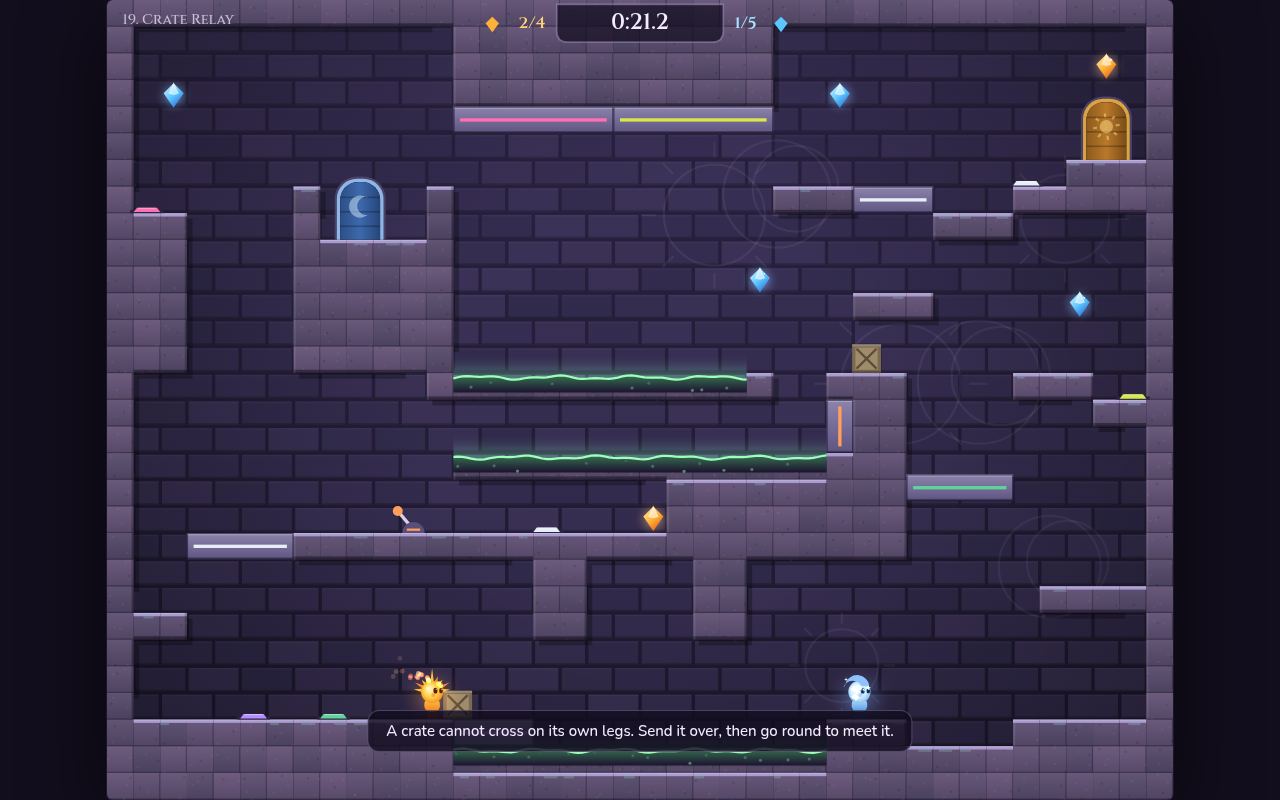 19. Crate Relay
2/4
0:21.2
1/5
A crate cannot cross on its own legs. Send it over, then go round to meet it.